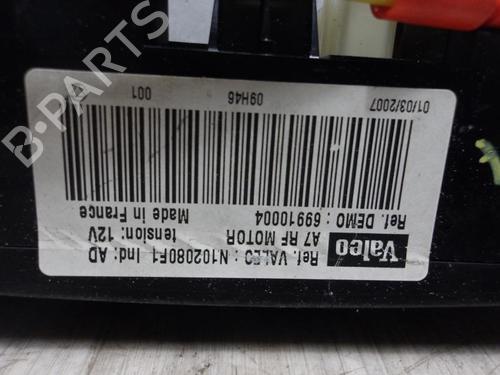 Valeo
Ref. VALEO : N102080F1 Ind: AD
A7 RF MOTOR tension: 12V
Ref. DEMO : 69910004 Made in France
01/03/2007 09H46 001
B-PARTS